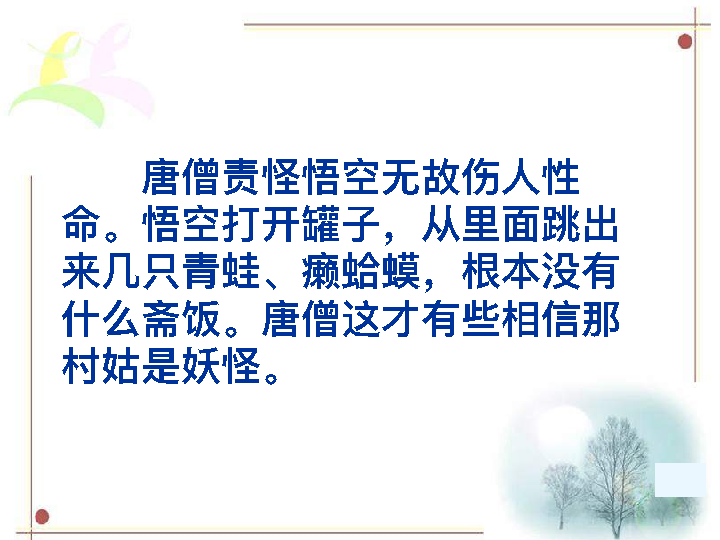 唐僧责怪悟空无故伤人性
命。悟空打开罐子，从里面跳出
来几只青蛙、癞蛤蟆，根本没有
什么斋饭。唐僧这才有些相信那
村姑是妖怪。